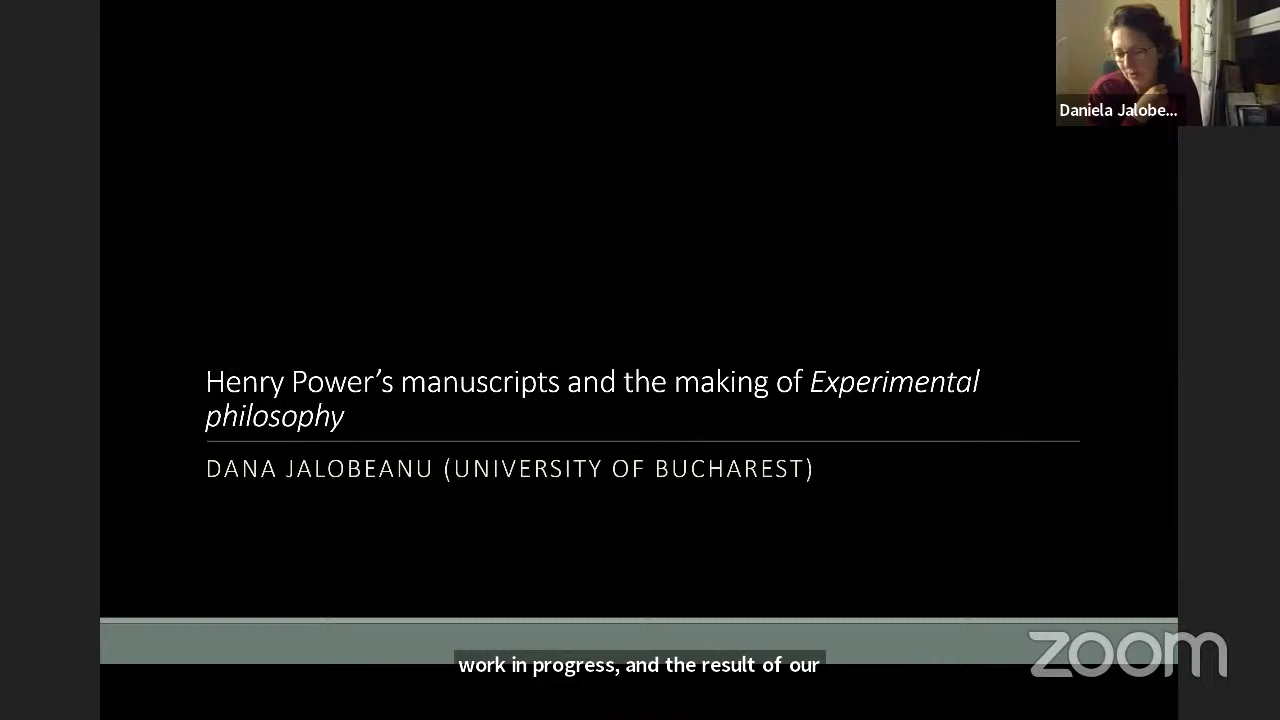 Daniela Jalobe...
Henry Power’s manuscripts and the making of Experimental
philosophy
DANA JALOBEANU (UNIVERSITY OF BUCHAREST)
work in progress, and the result of our
zoom